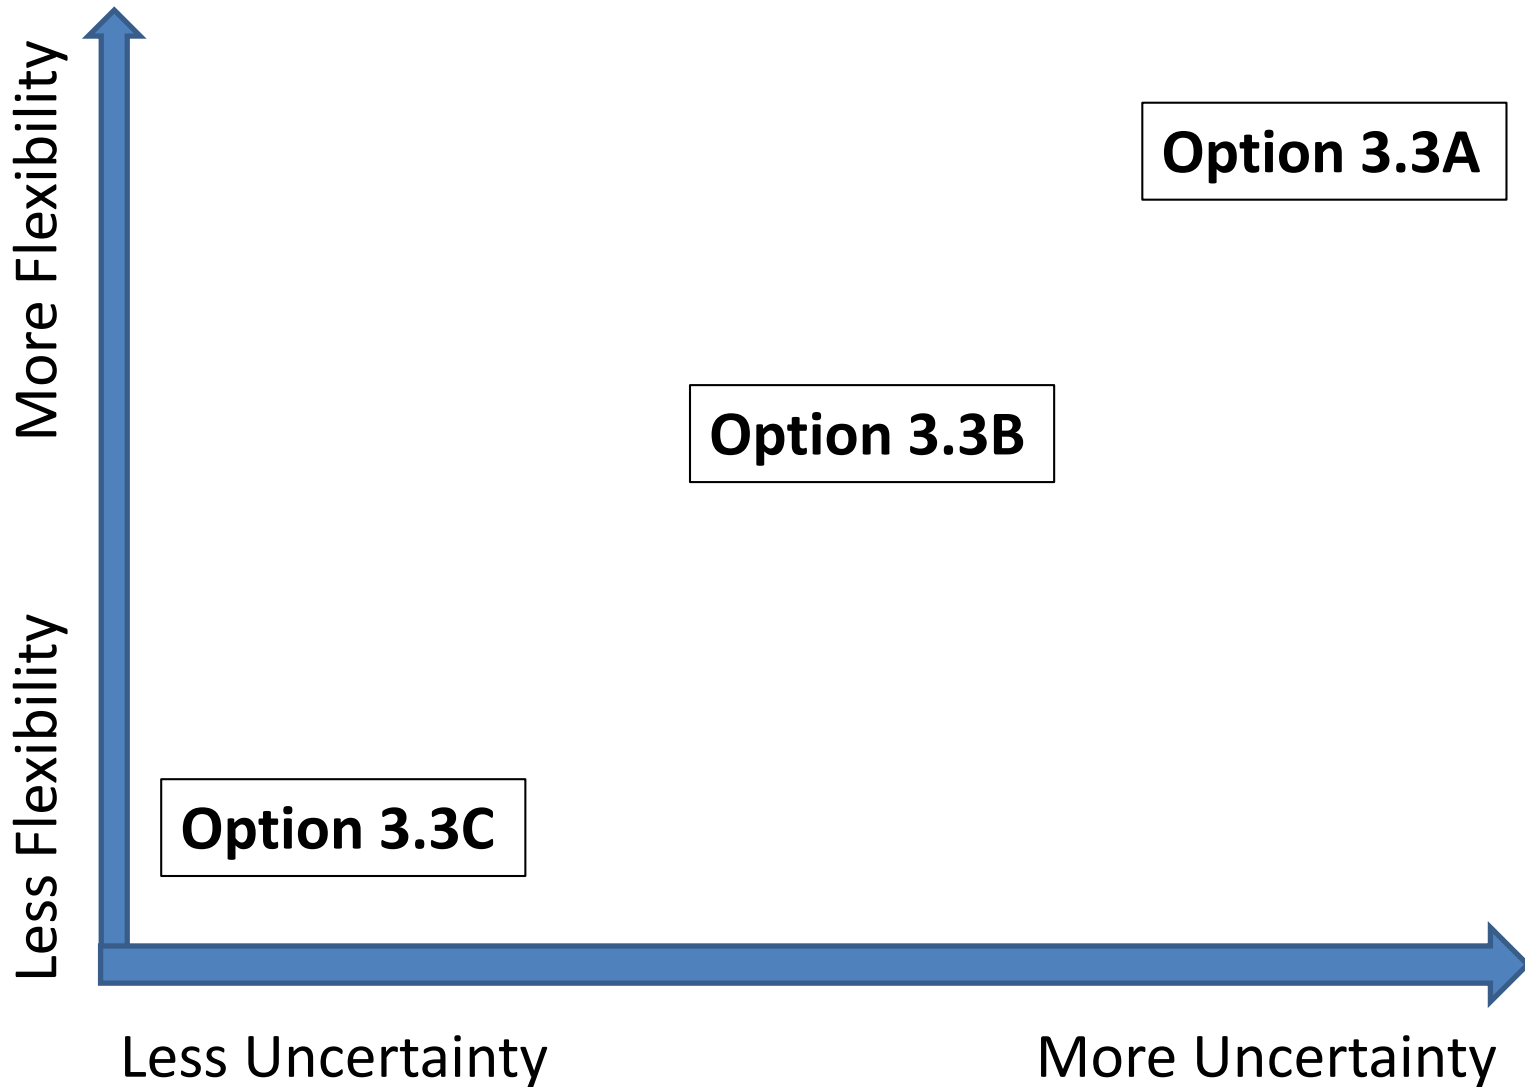 More Flexibility
Less Flexibility
Option 3.3A
Option 3.3B
Option 3.3C
Less Uncertainty
More Uncertainty